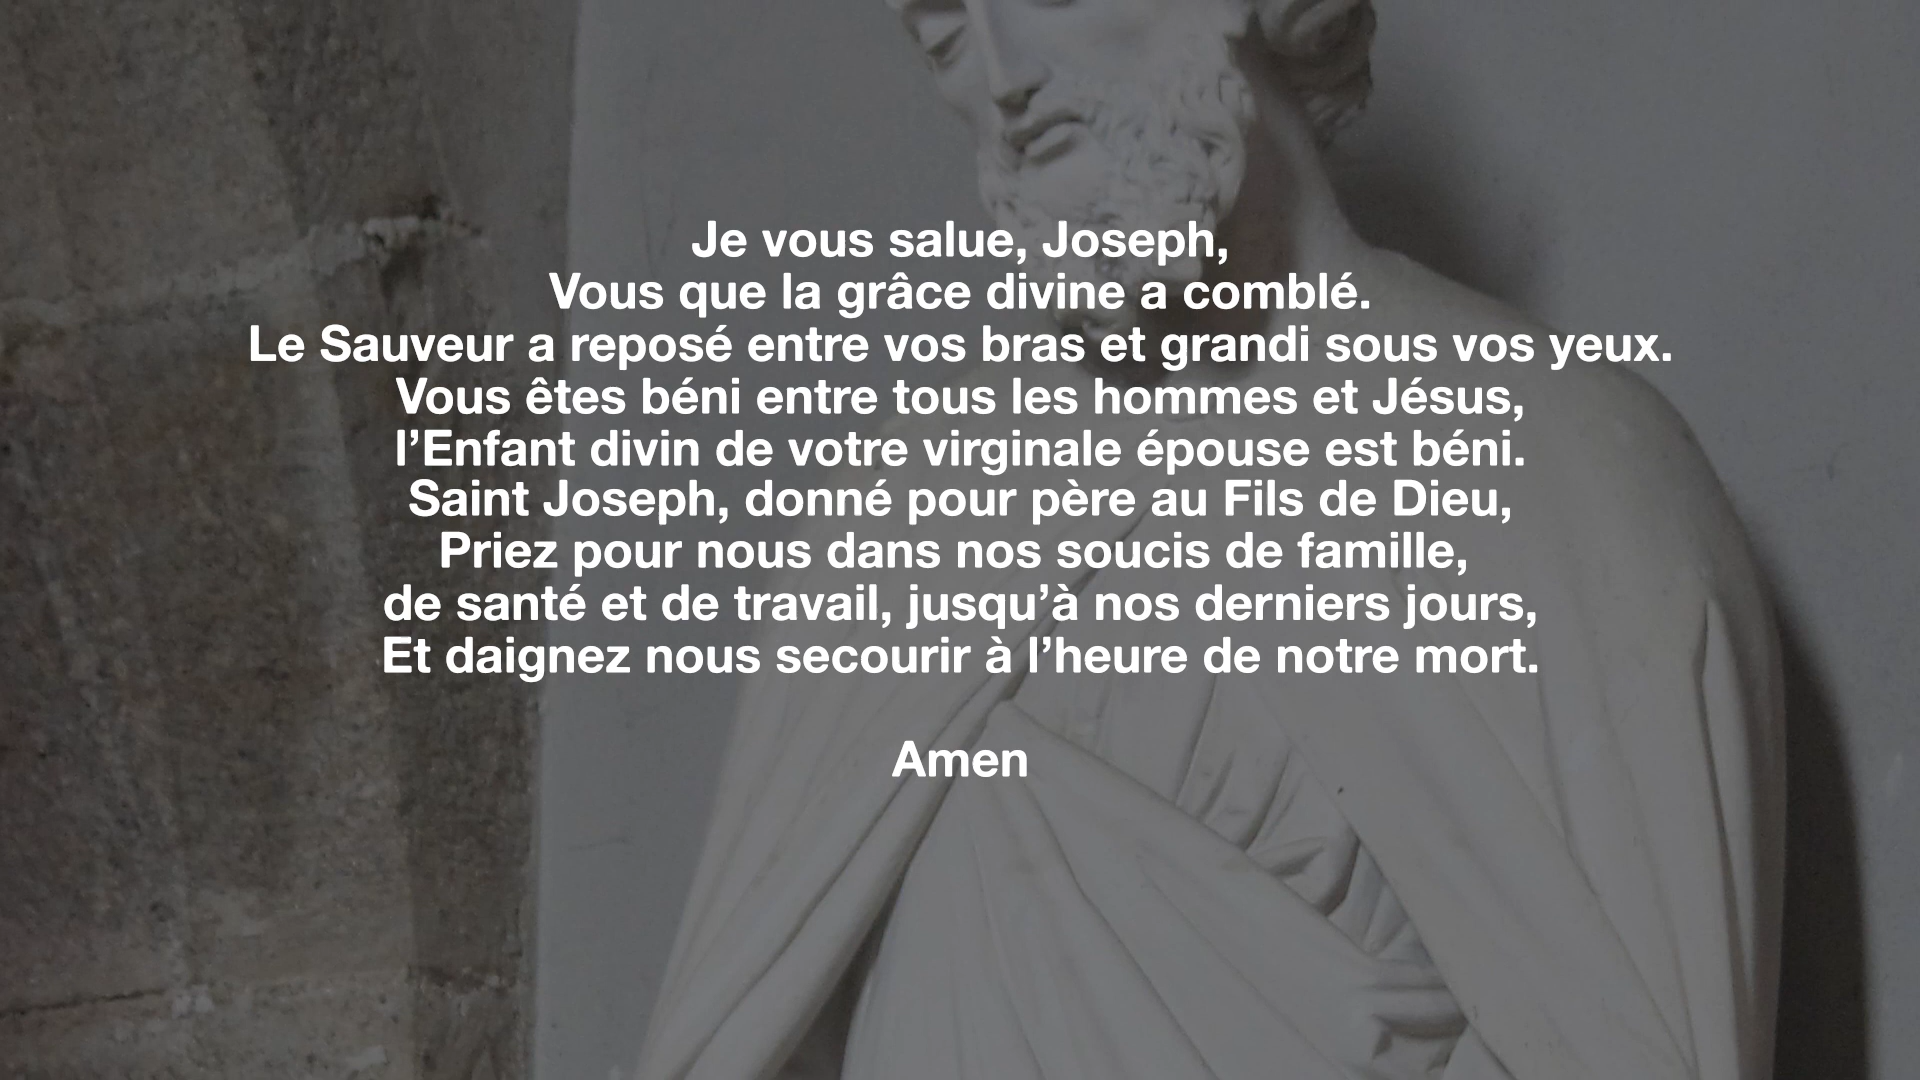 Je vous salue, Joseph,
Vous que la grâce divine a comblé.
Le Sauveur a reposé entre vos bras et grandi sous vos yeux.
Vous êtes béni entre tous les hommes et Jésus,
l’Enfant divin de votre virginale épouse est béni.
Saint Joseph, donné pour père au Fils de Dieu,
Priez pour nous dans nos soucis de famille,
de santé et de travail, jusqu’à nos derniers jours,
Et daignez nous secourir à l’heure de notre mort.
Amen